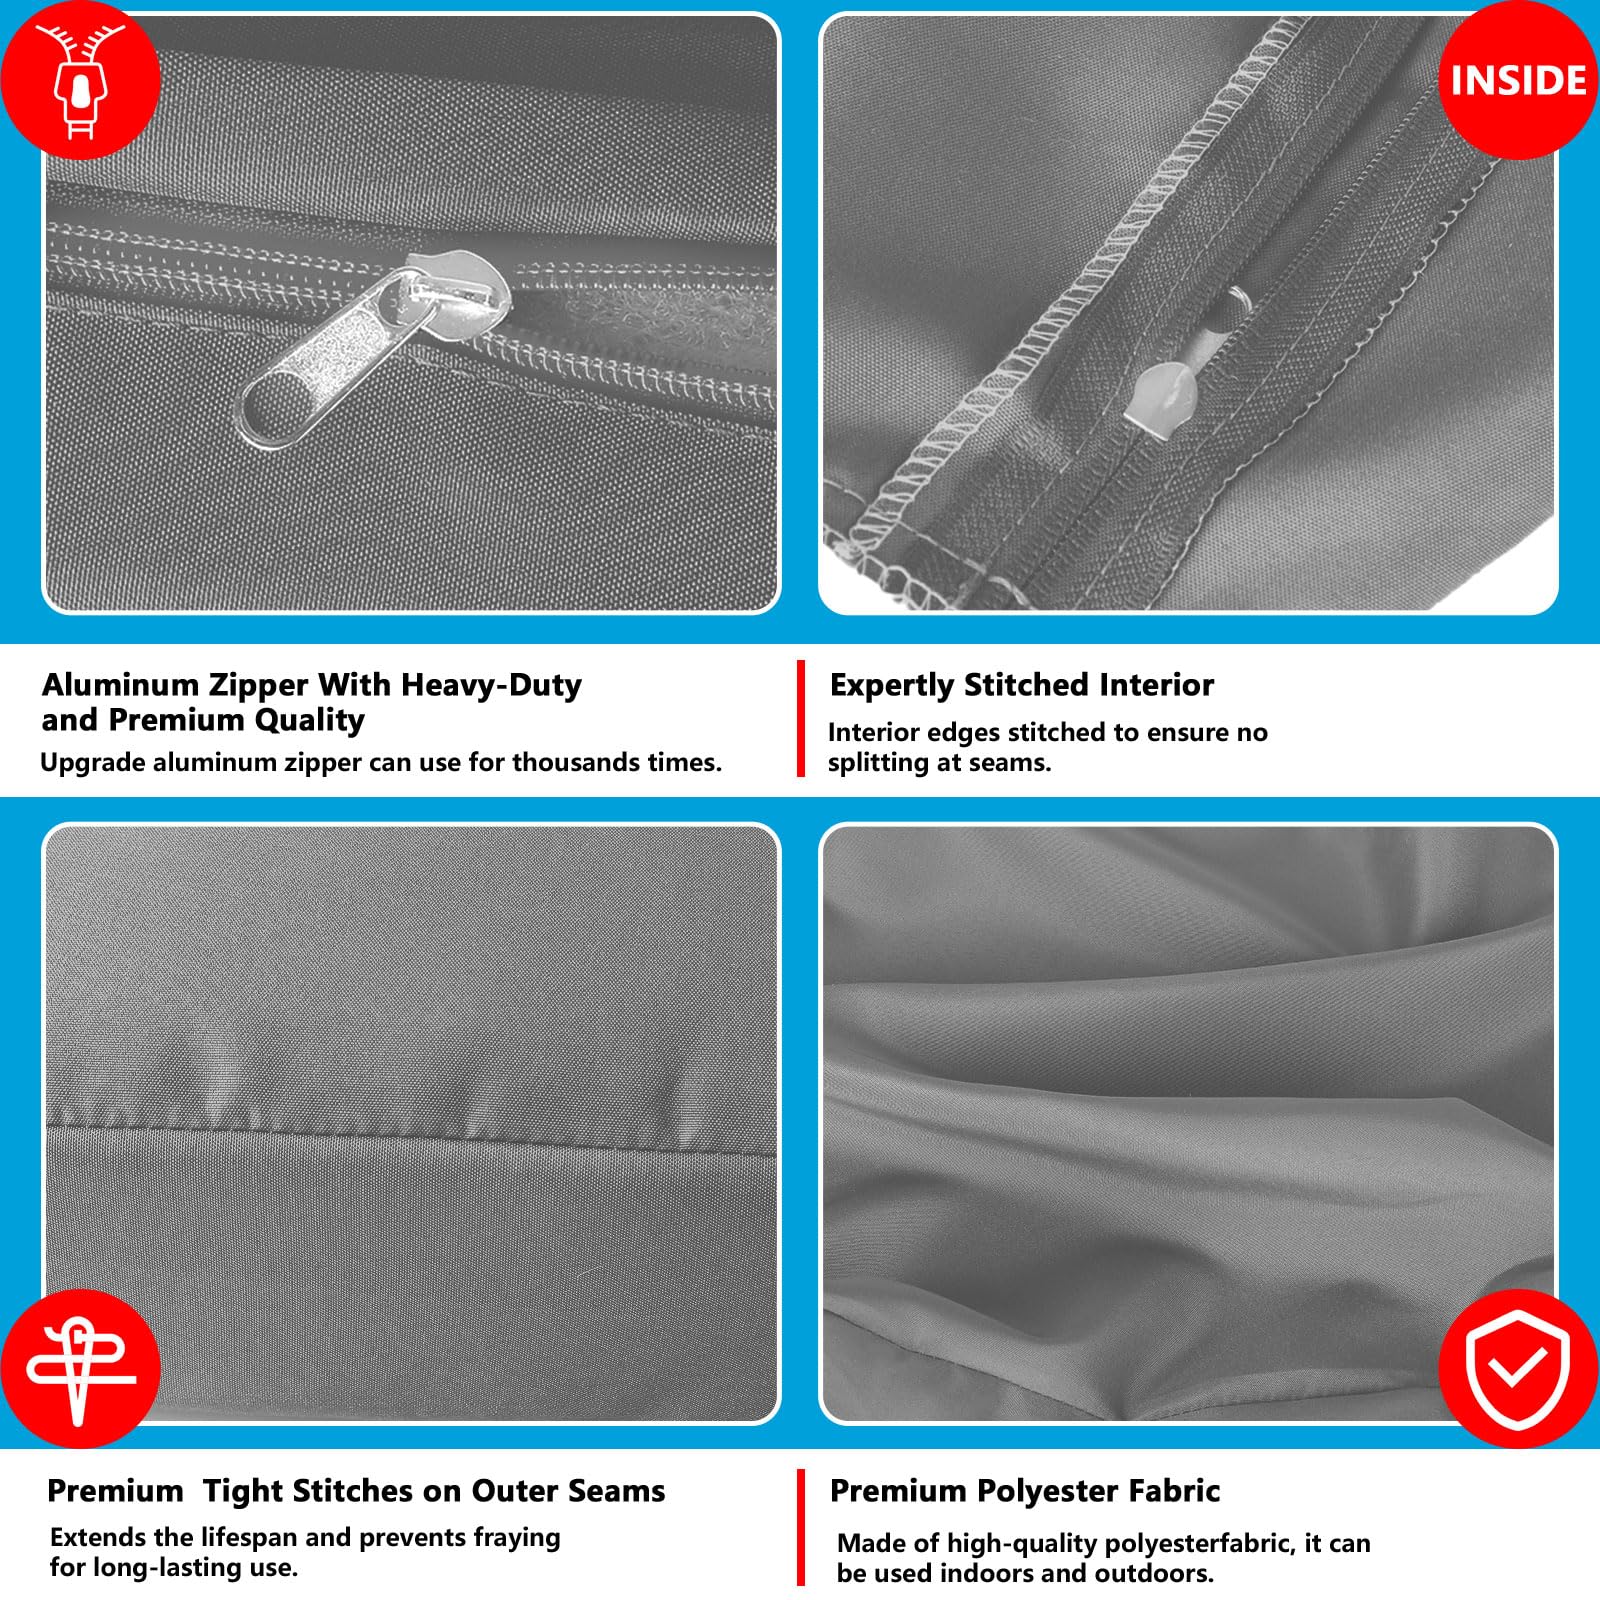 INSIDE
Aluminum Zipper With Heavy-Duty
and Premium Quality
Upgrade aluminum zipper can use for thousands times.
Expertly Stitched Interior
Interior edges stitched to ensure no
splitting at seams.
Premium  Tight Stitches on Outer Seams
Extends the lifespan and prevents fraying
for long-lasting use.
Premium Polyester Fabric
Made of high-quality polyesterfabric, it can
be used indoors and outdoors.